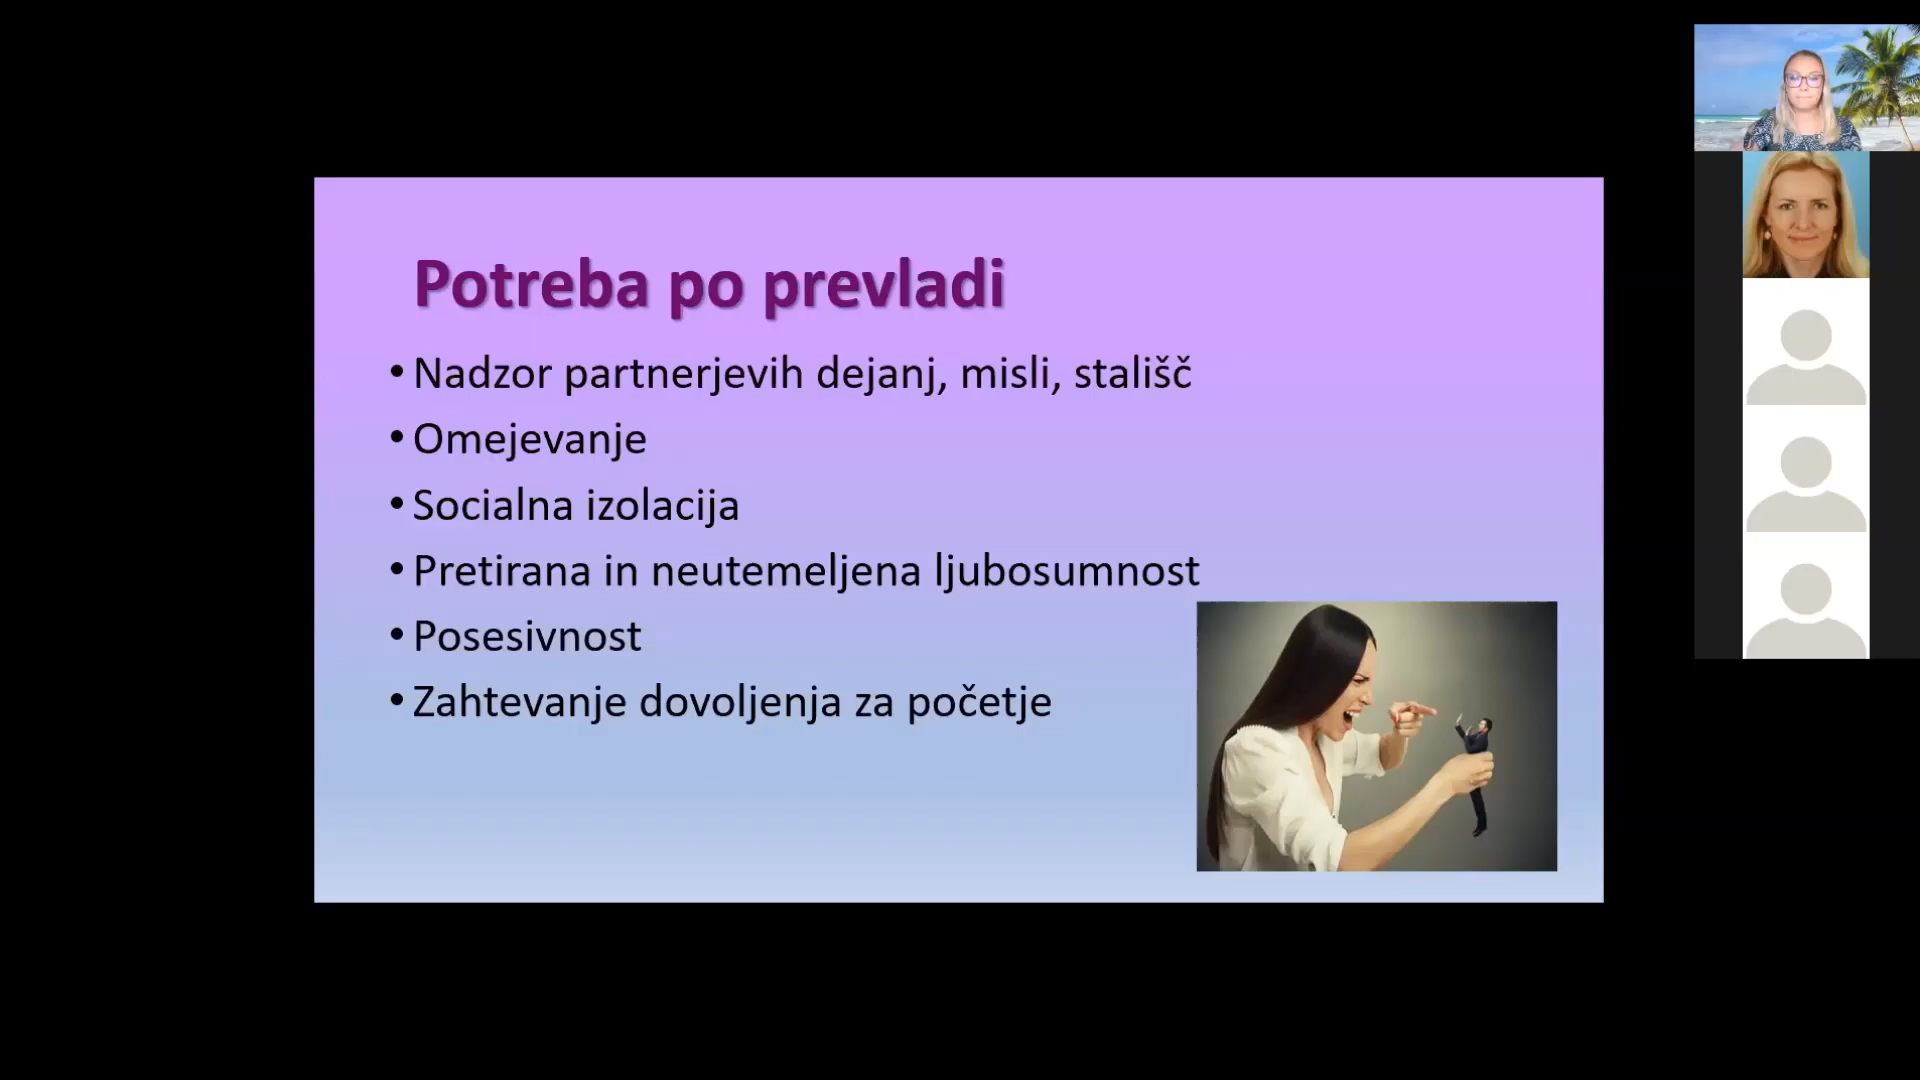 Potreba po prevladi
• Nadzor partnerjevih dejanj, misli, stališč
• Omejevanje
• Socialna izolacija
• Pretirana in neutemeljena ljubosumnost
• Posesivnost
• Zahtevanje dovoljenja za početje